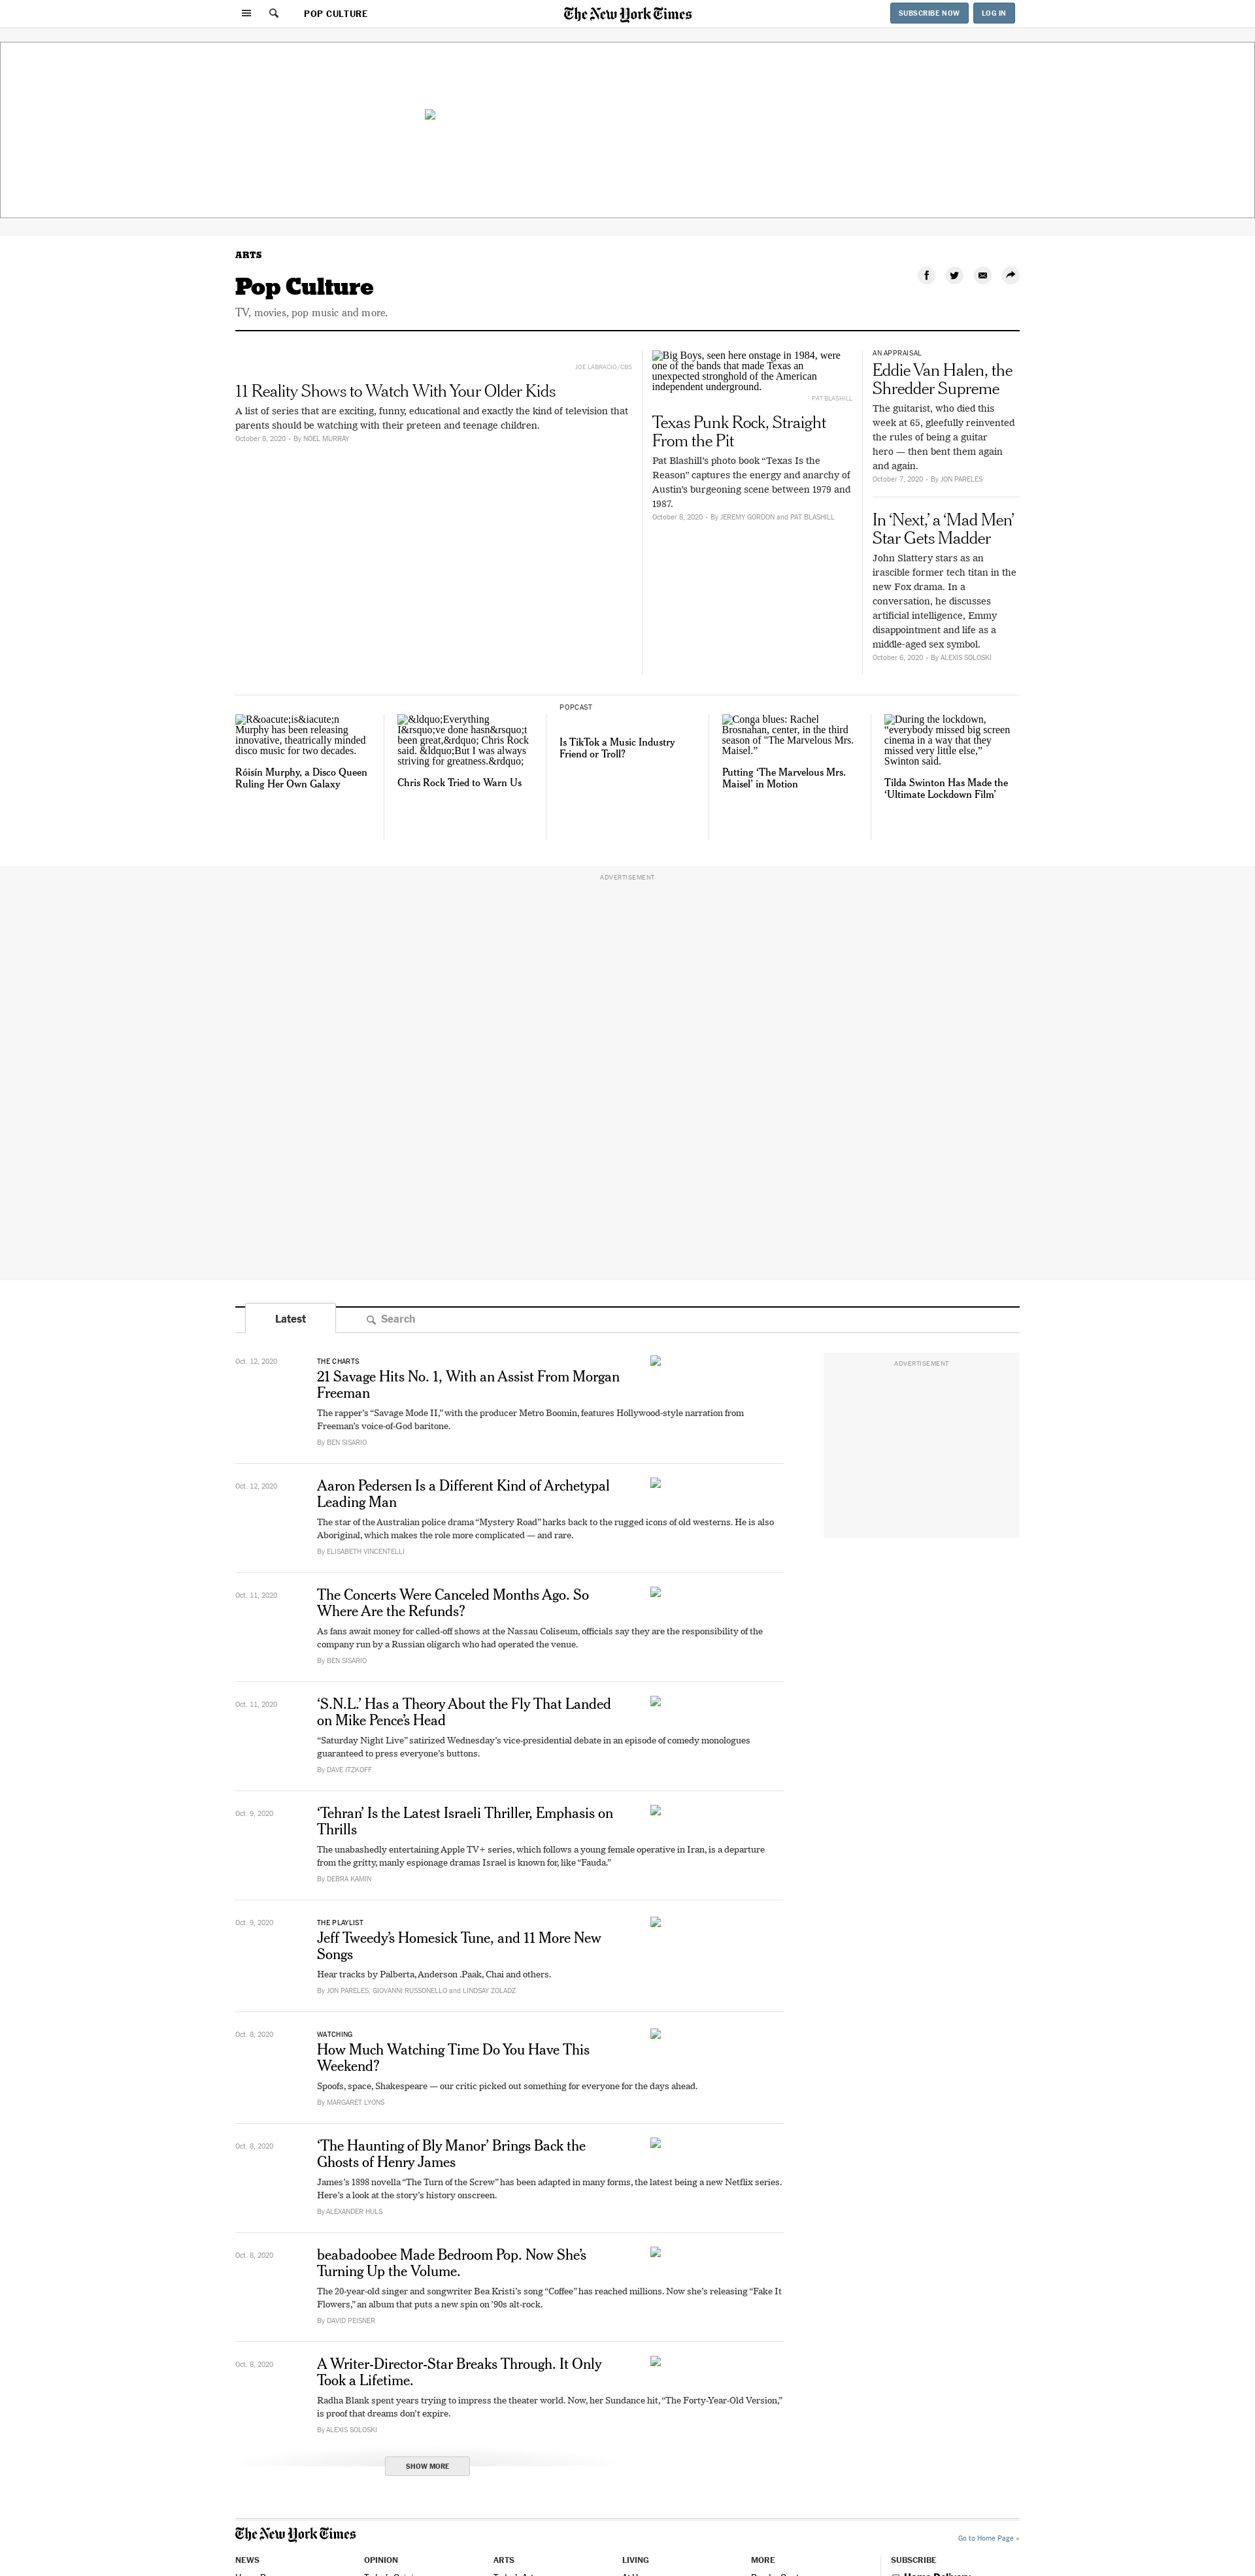 POP CULTURE
The New York Times
SUBSCRIBE NOW
LOG IN
ARTS
Pop Culture
TV, movies, pop music and more.
JOE LABRACIO/CBS
11 Reality Shows to Watch With Your Older Kids
A list of series that are exciting, funny, educational and exactly the kind of television that
parents should be watching with their preteen and teenage children.
October 8, 2020 • By NOEL MURRAY
Big Boys, seen here onstage in 1984, were
one of the bands that made Texas an
unexpected stronghold of the American
independent underground.
PAT BLASHILL
Texas Punk Rock, Straight
From the Pit
Pat Blashill’s photo book “Texas Is the
Reason” captures the energy and anarchy of
Austin’s burgeoning scene between 1979 and
1987.
October 8, 2020 • By JEREMY GORDON and PAT BLASHILL
AN APPRAISAL
Eddie Van Halen, the
Shredder Supreme
The guitarist, who died this
week at 65, gleefully reinvented
the rules of being a guitar
hero — then bent them again
and again.
October 7, 2020 • By JON PARELES
In ‘Next,’ a ‘Mad Men’
Star Gets Madder
John Slattery stars as an
irascible former tech titan in the
new Fox drama. In a
conversation, he discusses
artificial intelligence, Emmy
disappointment and life as a
middle-aged sex symbol.
October 6, 2020 • By ALEXIS SOLOSKI
R&oacute;is&iacute;n
Murphy has been releasing
innovative, theatrically minded
disco music for two decades.
Róisín Murphy, a Disco Queen
Ruling Her Own Galaxy
&ldquo;Everything
I&rsquo;ve done hasn&rsquo;t
been great,&rdquo; Chris Rock
said. &ldquo;But I was always
striving for greatness.&rdquo;
Chris Rock Tried to Warn Us
POPCAST
Is TikTok a Music Industry
Friend or Troll?
Conga blues: Rachel
Brosnahan, center, in the third
season of "The Marvelous Mrs.
Maisel.”
Putting ‘The Marvelous Mrs.
Maisel’ in Motion
During the lockdown,
“everybody missed big screen
cinema in a way that they
missed very little else,”
Swinton said.
Tilda Swinton Has Made the
‘Ultimate Lockdown Film’
ADVERTISEMENT
Latest
Search
ADVERTISEMENT
Oct. 12, 2020
THE CHARTS
21 Savage Hits No. 1, With an Assist From Morgan
Freeman
The rapper’s “Savage Mode II,” with the producer Metro Boomin, features Hollywood-style narration from
Freeman’s voice-of-God baritone.
By BEN SISARIO
Oct. 12, 2020
Aaron Pedersen Is a Different Kind of Archetypal
Leading Man
The star of the Australian police drama “Mystery Road” harks back to the rugged icons of old westerns. He is also
Aboriginal, which makes the role more complicated — and rare.
By ELISABETH VINCENTELLI
Oct. 11, 2020
The Concerts Were Canceled Months Ago. So
Where Are the Refunds?
As fans await money for called-off shows at the Nassau Coliseum, officials say they are the responsibility of the
company run by a Russian oligarch who had operated the venue.
By BEN SISARIO
Oct. 11, 2020
‘S.N.L.’ Has a Theory About the Fly That Landed
on Mike Pence’s Head
“Saturday Night Live” satirized Wednesday’s vice-presidential debate in an episode of comedy monologues
guaranteed to press everyone’s buttons.
By DAVE ITZKOFF
Oct. 9, 2020
‘Tehran’ Is the Latest Israeli Thriller, Emphasis on
Thrills
The unabashedly entertaining Apple TV+ series, which follows a young female operative in Iran, is a departure
from the gritty, manly espionage dramas Israel is known for, like “Fauda.”
By DEBRA KAMIN
Oct. 9, 2020
THE PLAYLIST
Jeff Tweedy’s Homesick Tune, and 11 More New
Songs
Hear tracks by Palberta, Anderson .Paak, Chai and others.
By JON PARELES, GIOVANNI RUSSONELLO and LINDSAY ZOLADZ
Oct. 8, 2020
WATCHING
How Much Watching Time Do You Have This
Weekend?
Spoofs, space, Shakespeare — our critic picked out something for everyone for the days ahead.
By MARGARET LYONS
Oct. 8, 2020
‘The Haunting of Bly Manor’ Brings Back the
Ghosts of Henry James
James’s 1898 novella “The Turn of the Screw” has been adapted in many forms, the latest being a new Netflix series.
Here’s a look at the story’s history onscreen.
By ALEXANDER HULS
Oct. 8, 2020
beabadoobee Made Bedroom Pop. Now She’s
Turning Up the Volume.
The 20-year-old singer and songwriter Bea Kristi’s song “Coffee” has reached millions. Now she’s releasing “Fake It
Flowers,” an album that puts a new spin on ’90s alt-rock.
By DAVID PEISNER
Oct. 8, 2020
A Writer-Director-Star Breaks Through. It Only
Took a Lifetime.
Radha Blank spent years trying to impress the theater world. Now, her Sundance hit, “The Forty-Year-Old Version,”
is proof that dreams don’t expire.
By ALEXIS SOLOSKI
SHOW MORE
The New York Times
Go to Home Page »
NEWS
OPINION
ARTS
LIVING
MORE
SUBSCRIBE